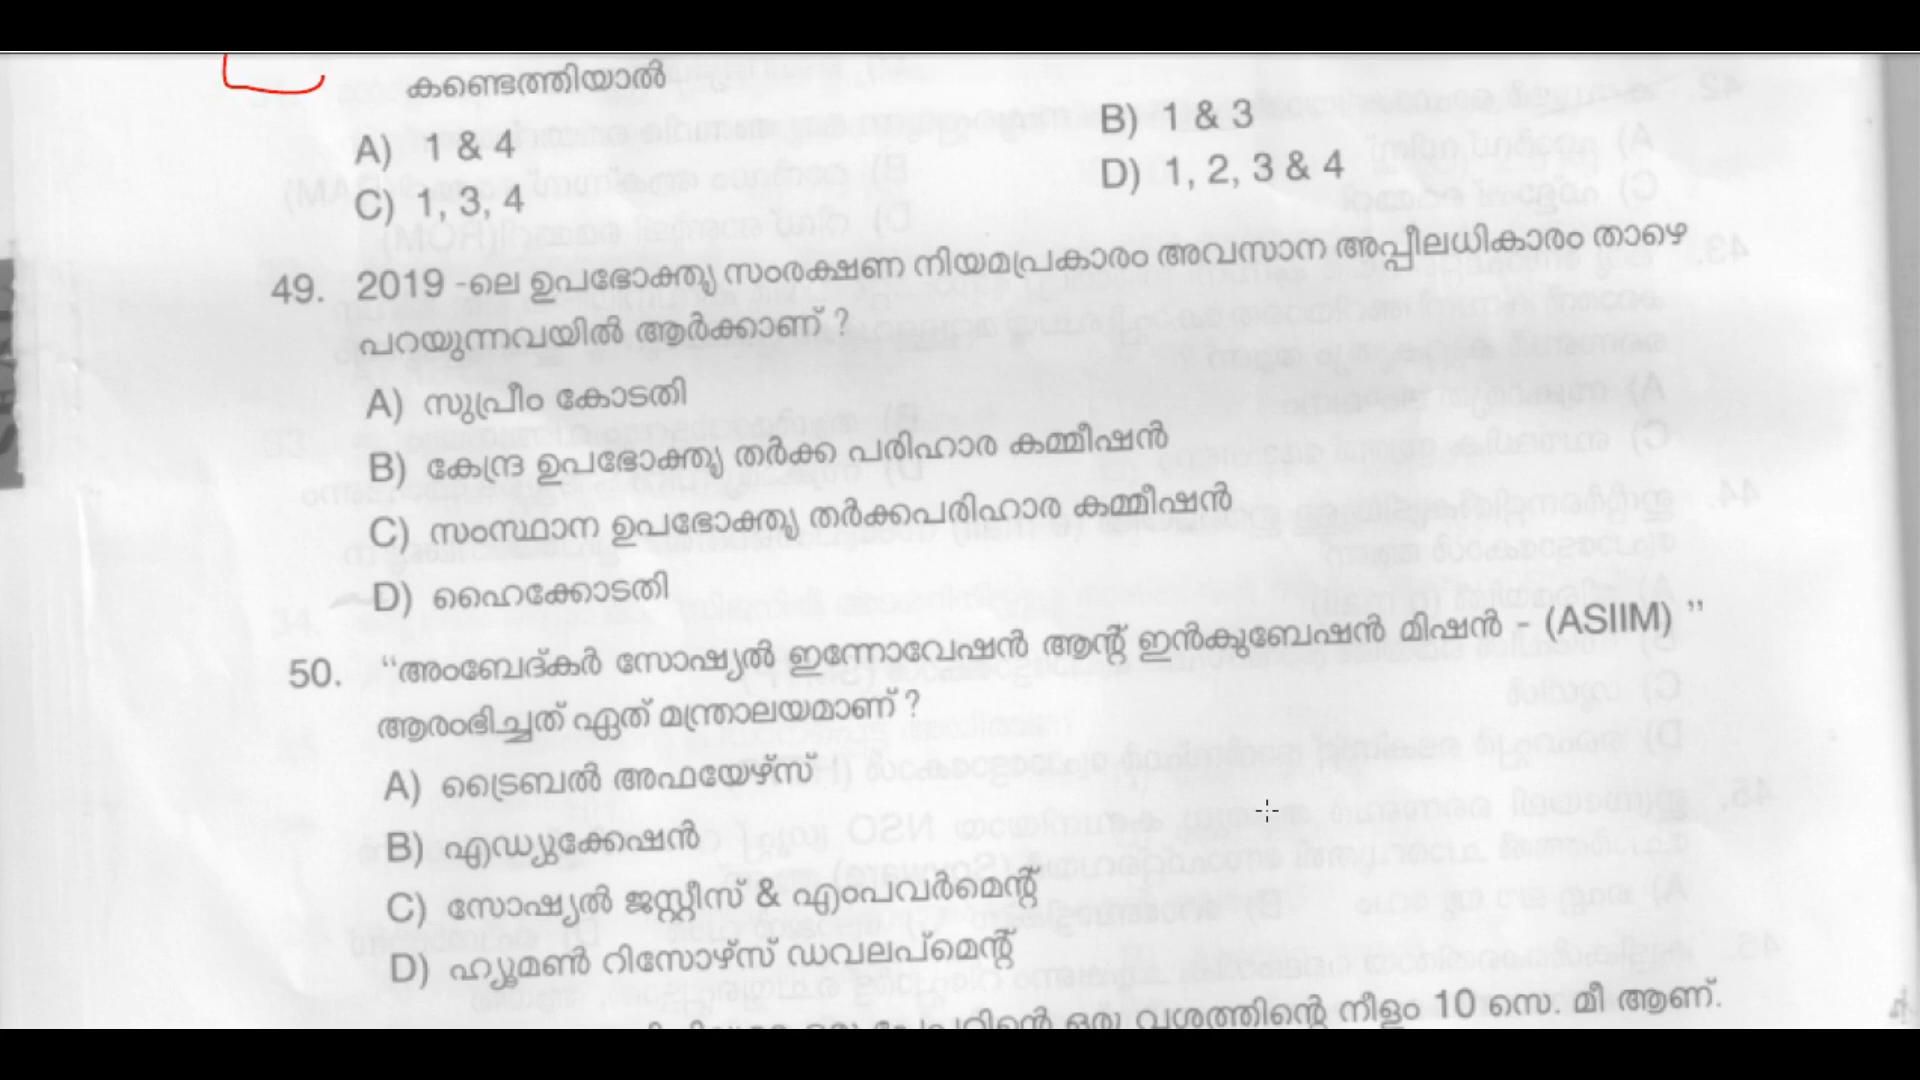 കണ്ടെത്തിയാൽ
A) 1 & 4
B) 1 & 3
C) 1, 3, 4
D) 1, 2, 3 & 4
49. 2019 -ലെ ഉപഭോക്തൃ സംരക്ഷണ നിയമപ്രകാരം അവസാന അപ്പീലധികാരം താഴെ
പറയുന്നവയിൽ ആർക്കാണ് ?
A) സുപ്രീം കോടതി
B) കേന്ദ്ര ഉപഭോക്തൃ തർക്ക പരിഹാര കമ്മീഷൻ
C) സംസ്ഥാന ഉപഭോക്തൃ തർക്കപരിഹാര കമ്മീഷൻ
D) ഹൈക്കോടതി
50. “അംബേദ്കർ സോഷ്യൽ ഇന്നോവേഷൻ ആന്റ് ഇൻകുബേഷൻ മിഷൻ - (ASIIM) ”
ആരംഭിച്ചത് ഏത് മന്ത്രാലയമാണ് ?
A) ട്രൈബൽ അഫയേഴ്സ്
B) എഡ്യുക്കേഷൻ
C) സോഷ്യൽ ജസ്റ്റീസ് & എംപവർമെന്റ്
D) ഹ്യൂമൺ റിസോഴ്സ് ഡവലപ്മെന്റ്
ഒരു വശത്തിന്റെ നീളം 10 സെ. മീ ആണ്.